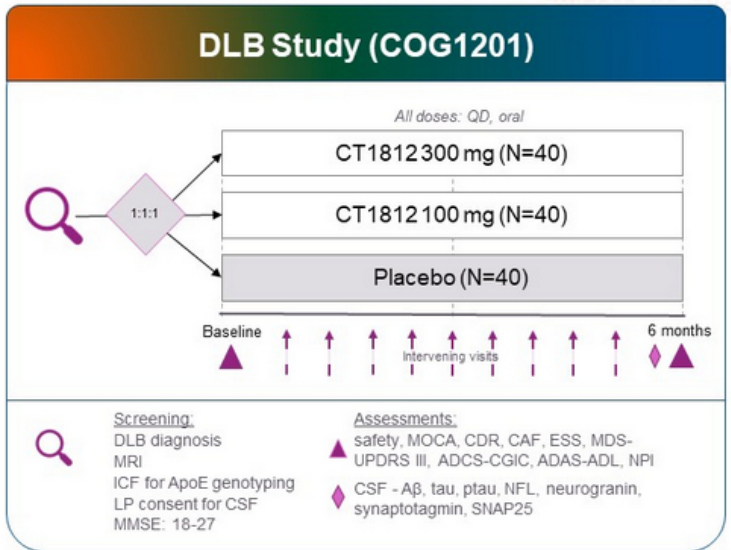 DLB Study (COG1201)
All doses: QD, oral
CT1812 300 mg (N=40)
1:1:1
CT1812 100 mg (N=40)
Placebo (N=40)
Baseline
6 months
Intervening visits
Screening:
DLB diagnosis
MRI
ICF for ApoE genotyping
LP consent for CSF
MMSE: 18-27
Assessments:
safety, MOCA, CDR, CAF, ESS, MDS-
UPDRS III, ADCS-CGIC, ADAS-ADL, NPI
CSF - Aβ, tau, ptau, NFL, neurogranin,
synaptotagmin, SNAP25